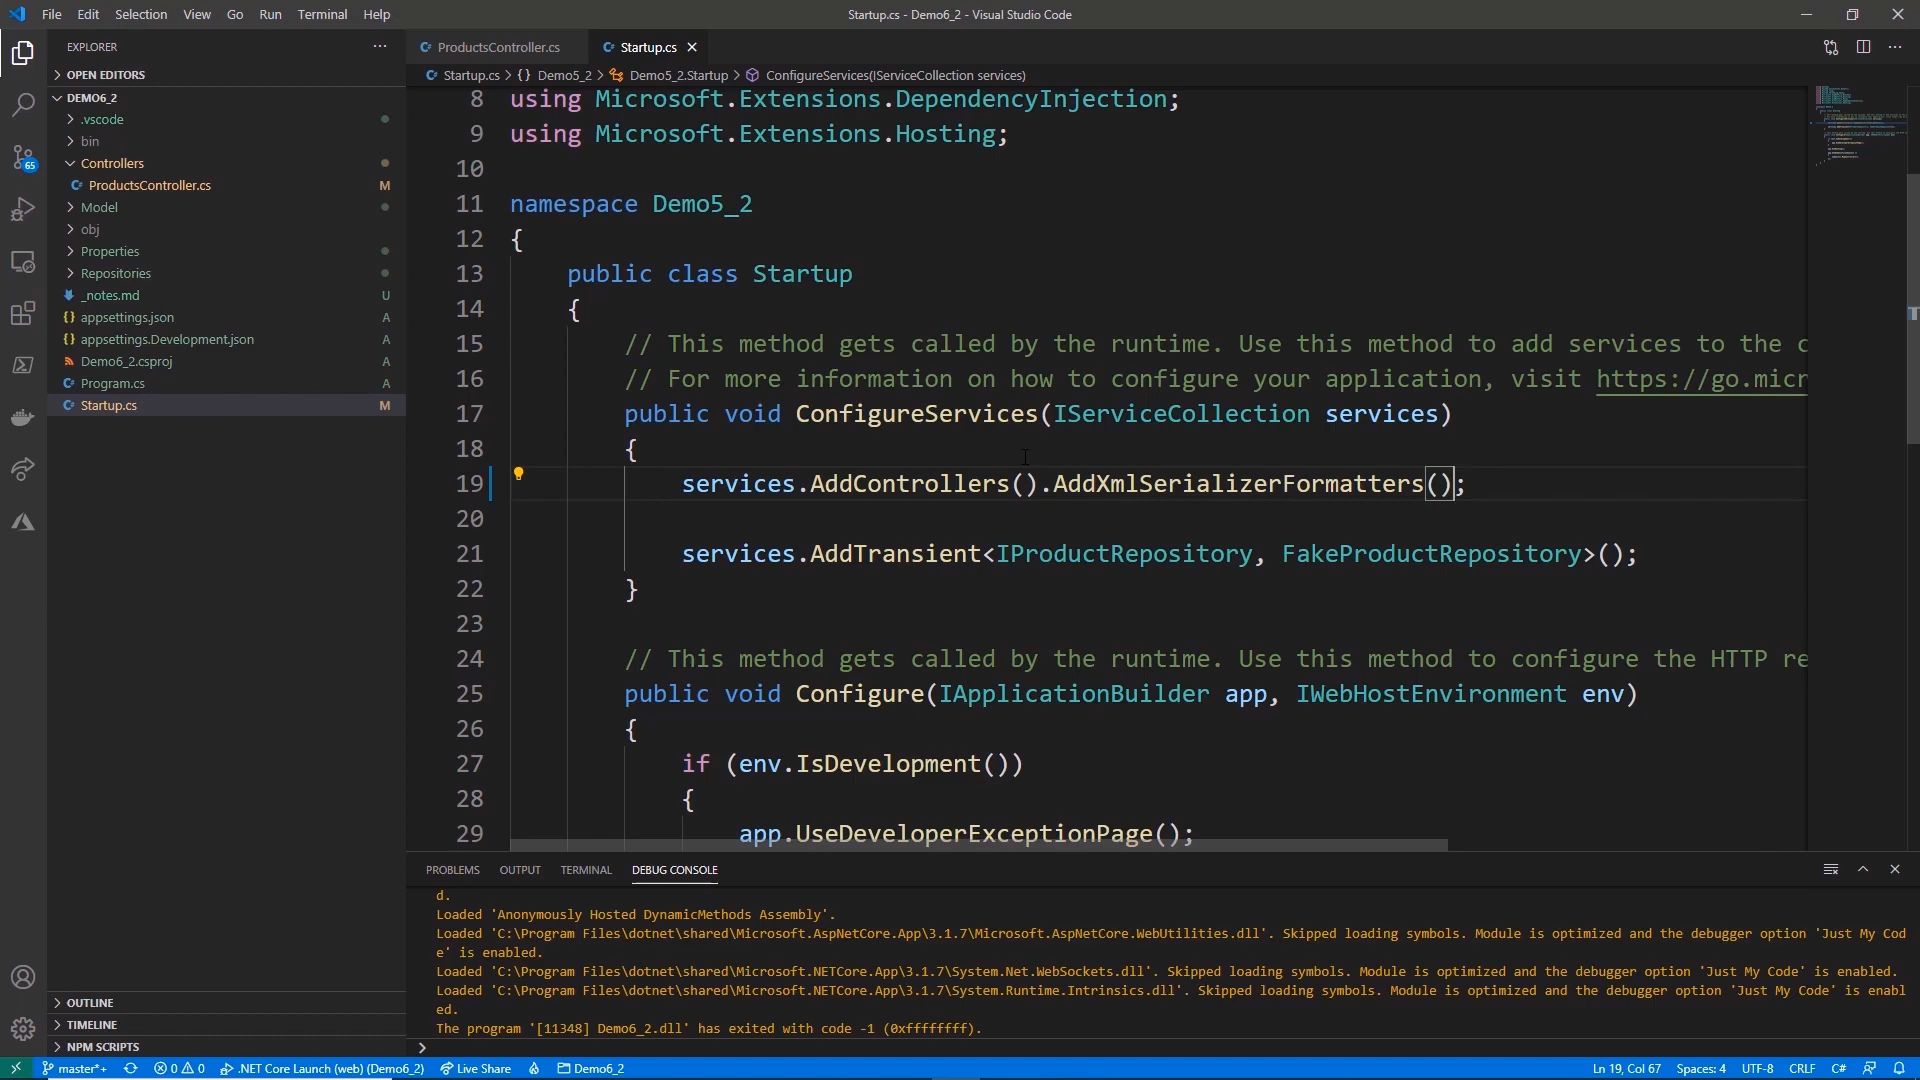 File Edit Selection View Go Run Terminal Help
Startup.cs - Demo6_2 - Visual Studio Code
EXPLORER
OPEN EDITORS
DEMO6_2
.vscode
bin
Controllers
ProductsController.cs M
Model
obj
Properties
Repositories
_notes.md U
appsettings.json A
appsettings.Development.json A
Demo6_2.csproj A
Program.cs A
Startup.cs M
OUTLINE
TIMELINE
NPM SCRIPTS
65
ProductsController.cs Startup.cs
Startup.cs > {} Demo5_2 > Demo5_2.Startup > ConfigureServices(IServiceCollection services)
8 using Microsoft.Extensions.DependencyInjection;
9 using Microsoft.Extensions.Hosting;
10
11 namespace Demo5_2
12 {
13 public class Startup
14 {
15 // This method gets called by the runtime. Use this method to add services to the c
16 // For more information on how to configure your application, visit https://go.micr
17 public void ConfigureServices(IServiceCollection services)
18 {
19 services.AddControllers().AddXmlSerializerFormatters();
20
21 services.AddTransient<IProductRepository, FakeProductRepository>();
22 }
23
24 // This method gets called by the runtime. Use this method to configure the HTTP re
25 public void Configure(IApplicationBuilder app, IWebHostEnvironment env)
26 {
27 if (env.IsDevelopment())
28 {
29 app.UseDeveloperExceptionPage();
PROBLEMS OUTPUT TERMINAL DEBUG CONSOLE
d.
Loaded 'Anonymously Hosted DynamicMethods Assembly'.
Loaded 'C:\Program Files\dotnet\shared\Microsoft.AspNetCore.App\3.1.7\Microsoft.AspNetCore.WebUtilities.dll'. Skipped loading symbols. Module is optimized and the debugger option 'Just My Cod
e' is enabled.
Loaded 'C:\Program Files\dotnet\shared\Microsoft.NETCore.App\3.1.7\System.Net.WebSockets.dll'. Skipped loading symbols. Module is optimized and the debugger option 'Just My Code' is enabled.
Loaded 'C:\Program Files\dotnet\shared\Microsoft.NETCore.App\3.1.7\System.Runtime.Intrinsics.dll'. Skipped loading symbols. Module is optimized and the debugger option 'Just My Code' is enabl
ed.
The program '[11348] Demo6_2.dll' has exited with code -1 (0xffffffff).
master*+ 0 0 .NET Core Launch (web) (Demo6_2) Live Share Demo6_2 Ln 19, Col 67 Spaces: 4 UTF-8 CRLF C#